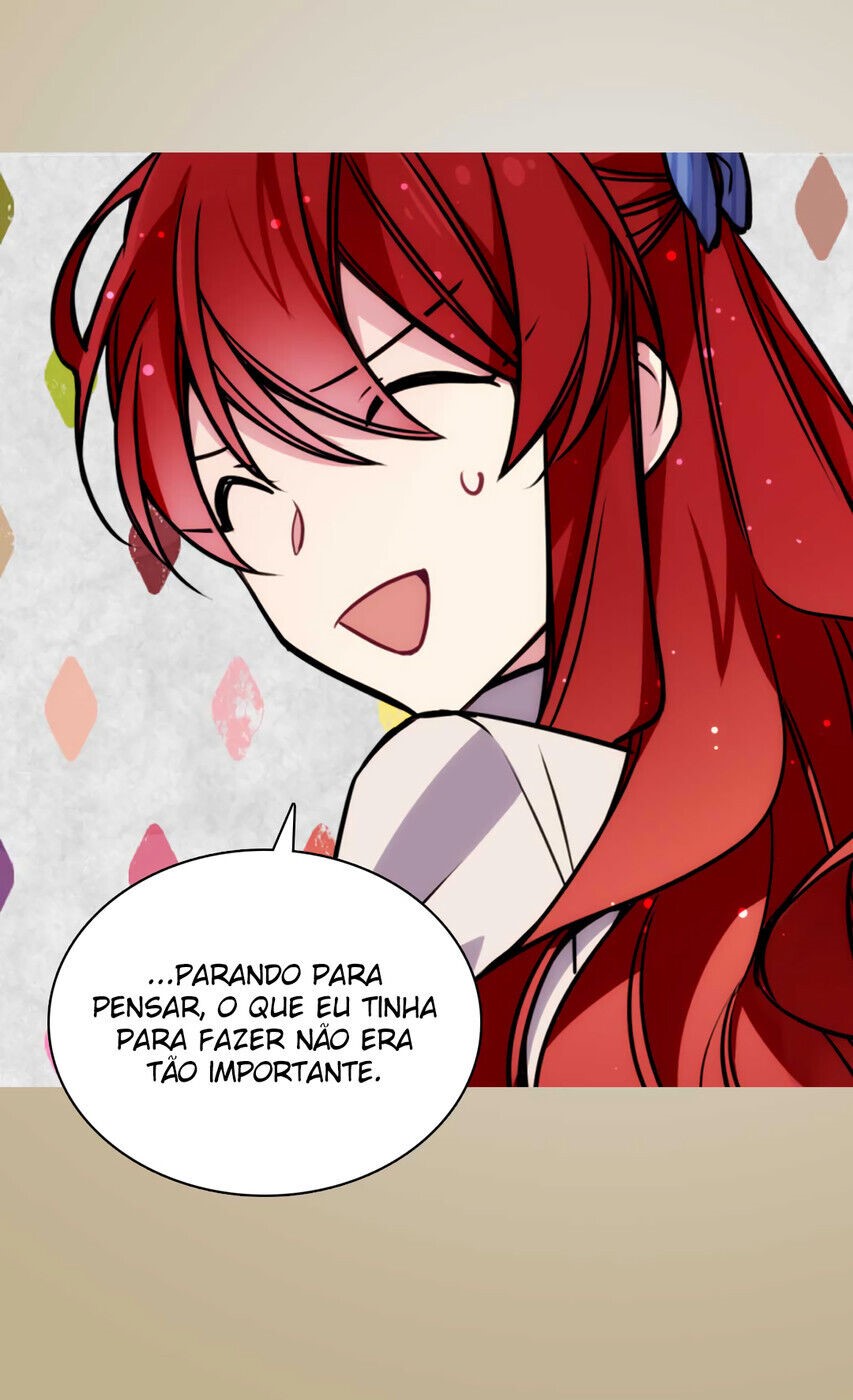 ...PARANDO PARA
PENSAR, O QUE EU TINHA
PARA FAZER NÃO ERA
TÃO IMPORTANTE.